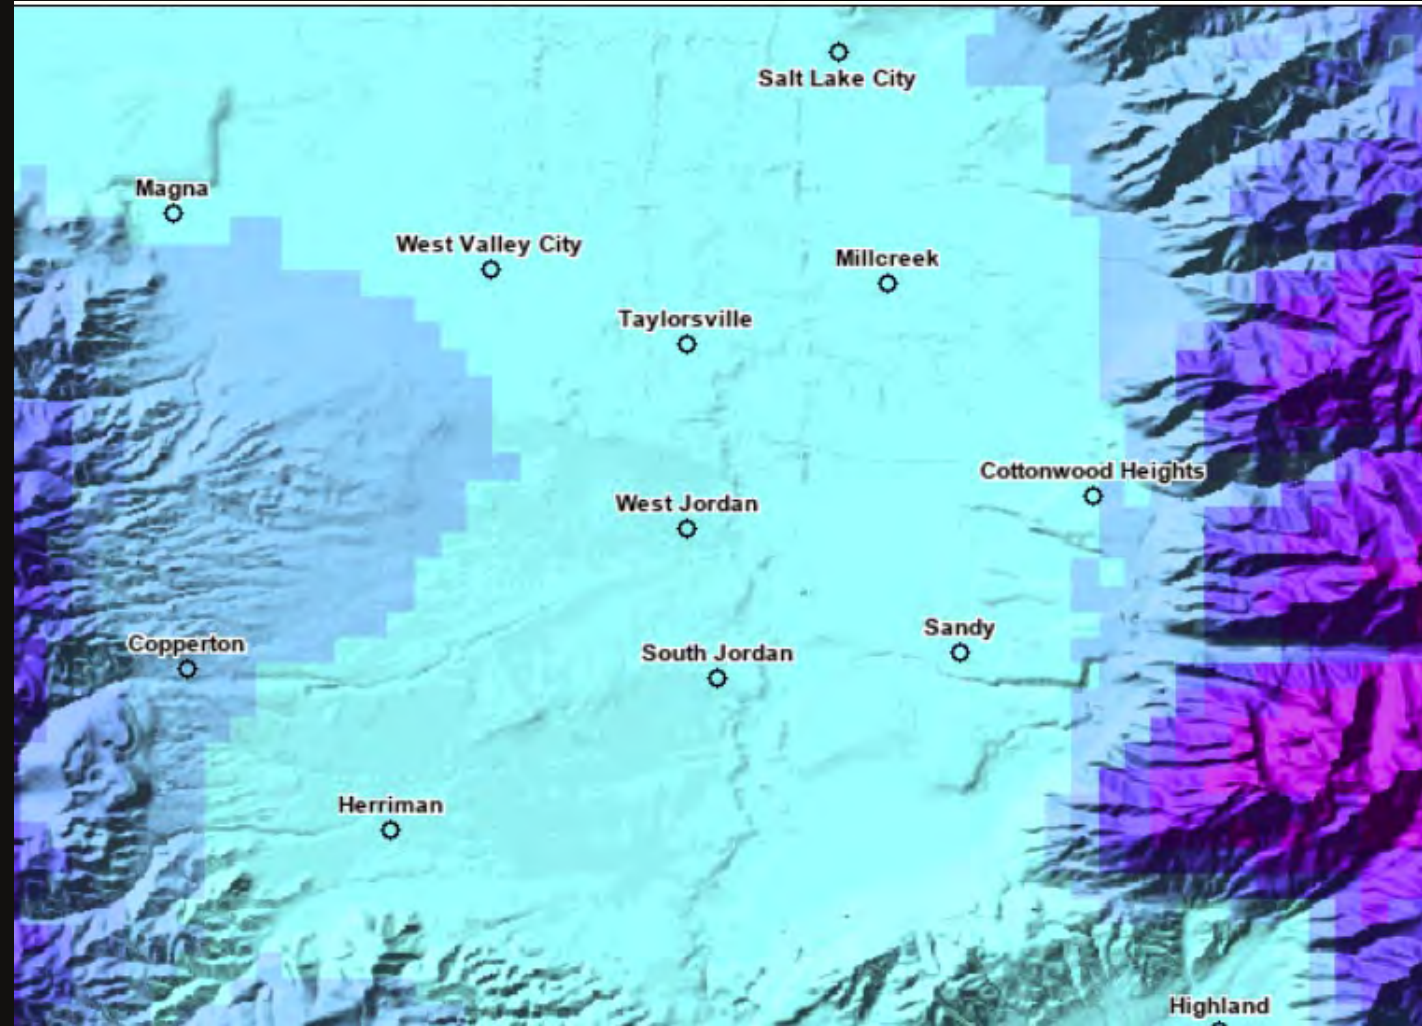 Salt Lake City
Magna
West Valley City
Millcreek
Taylorsville
Cottonwood Heights
West Jordan
Copperton
Sandy
South Jordan
Herriman
Highland